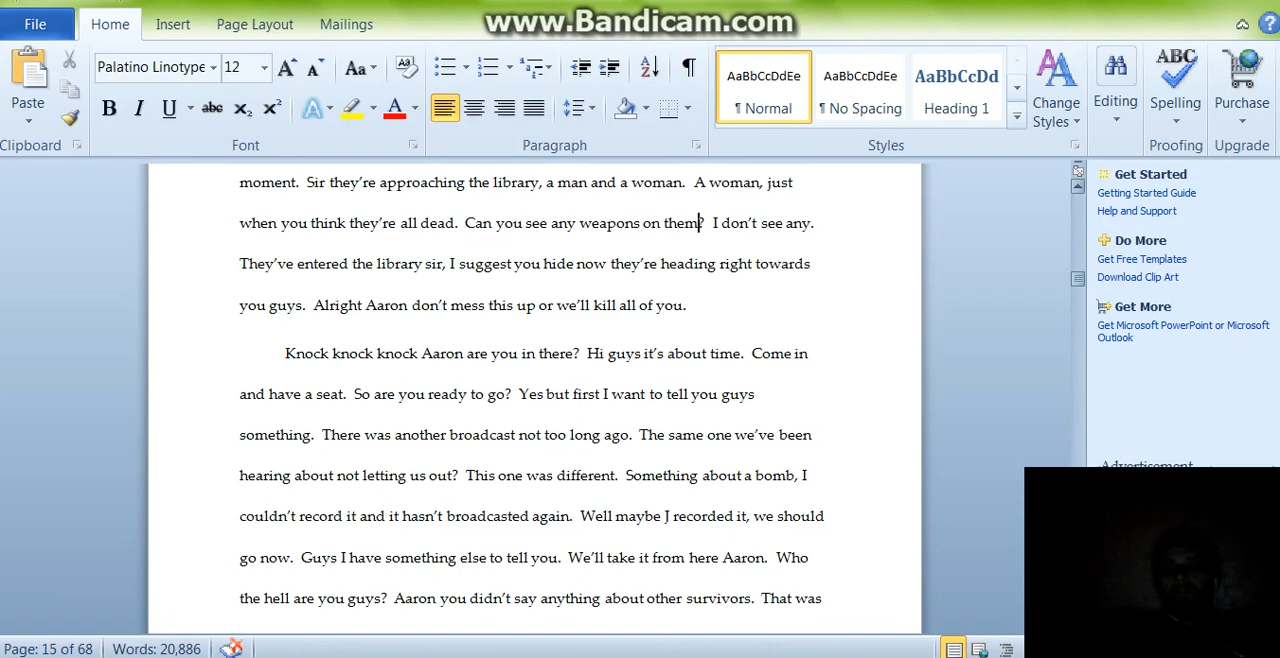 www.Bandicam.com
File Home Insert Page Layout Mailings
Palatino Linotype 12 Aa
Paste
B I U abc X₂ X² A A
AaBbCcDdEe AaBbCcDdEe AaBbCcDd
¶ Normal ¶ No Spacing Heading 1
Change Styles
Editing
ABC
Spelling
Purchase
Clipboard Font Paragraph Styles Proofing Upgrade
moment. Sir they're approaching the library, a man and a woman. A woman, just
when you think they're all dead. Can you see any weapons on them? I don't see any.
They've entered the library sir, I suggest you hide now they're heading right towards
you guys. Alright Aaron don't mess this up or we'll kill all of you.
Knock knock knock Aaron are you in there? Hi guys it's about time. Come in
and have a seat. So are you ready to go? Yes but first I want to tell you guys
something. There was another broadcast not too long ago. The same one we've been
hearing about not letting us out? This one was different. Something about a bomb, I
couldn't record it and it hasn't broadcasted again. Well maybe J recorded it, we should
go now. Guys I have something else to tell you. We'll take it from here Aaron. Who
the hell are you guys? Aaron you didn't say anything about other survivors. That was
Get Started
Getting Started Guide
Help and Support
Do More
Get Free Templates
Download Clip Art
Get More
Get Microsoft PowerPoint or Microsoft
Outlook
Advertisement
Page: 15 of 68 Words: 20,886